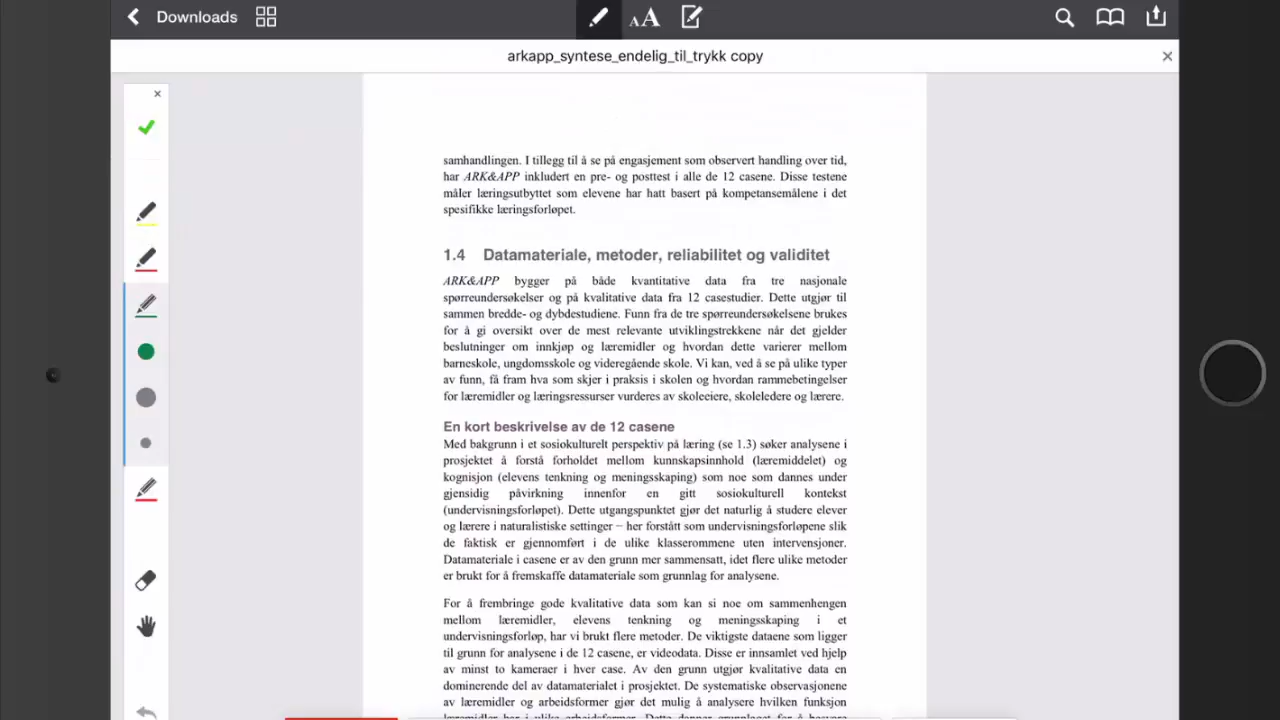 Downloads
AA
arkapp_syntese_endelig_til_trykk copy
samhandlingen. I tillegg til å se på engasjement som observert handling over tid,
har ARK&APP inkludert en pre- og posttest i alle de 12 casene. Disse testene
måler læringsutbyttet som elevene har hatt basert på kompetansemålene i det
spesifikke læringsforløpet.
1.4 Datamateriale, metoder, reliabilitet og validitet
ARK&APP bygger på både kvantitative data fra tre nasjonale
spørreundersøkelser og på kvalitative data fra 12 casestudier. Dette utgjør til
sammen bredde- og dybdestudiene. Funn fra de tre spørreundersøkelsene brukes
for å gi oversikt over de mest relevante utviklingstrekkene når det gjelder
beslutninger om innkjøp og læremidler og hvordan dette varierer mellom
barneskole, ungdomsskole og videregående skole. Vi kan, ved å se på ulike typer
av funn, få fram hva som skjer i praksis i skolen og hvordan rammebetingelser
for læremidler og læringsressurser vurderes av skoleeiere, skoleledere og lærere.
En kort beskrivelse av de 12 casene
Med bakgrunn i et sosiokulturelt perspektiv på læring (se 1.3) søker analysene i
prosjektet å forstå forholdet mellom kunnskapsinnhold (læremiddelet) og
kognisjon (elevens tenkning og meningsskaping) som noe som dannes under
gjensidig påvirkning innenfor en gitt sosiokulturell kontekst
(undervisningsforløpet). Dette utgangspunktet gjør det naturlig å studere elever
og lærere i naturalistiske settinger – her forstått som undervisningsforløpene slik
de faktisk er gjennomført i de ulike klasserommene uten intervensjoner.
Datamateriale i casene er av den grunn mer sammensatt, idet flere ulike metoder
er brukt for å fremskaffe datamateriale som grunnlag for analysene.
For å frembringe gode kvalitative data som kan si noe om sammenhengen
mellom læremidler, elevens tenkning og meningsskaping i et
undervisningsforløp, har vi brukt flere metoder. De viktigste dataene som ligger
til grunn for analysene i de 12 casene, er videodata. Disse er innsamlet ved hjelp
av minst to kameraer i hver case. Av den grunn utgjør kvalitative data en
dominerende del av datamaterialet i prosjektet. De systematiske observasjonene
av læremidler og arbeidsformer gjør det mulig å analysere hvilken funksjon
læremidler har i ulike arbeidsformer. Dette danner grunnlaget for å besvare